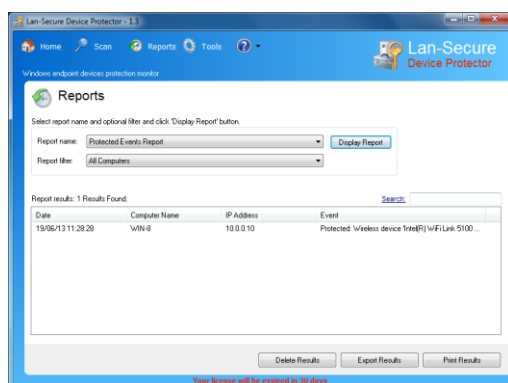 Lan-Secure Device Protector - 1.3
Home Scan Reports Tools
Lan-Secure
Device Protector
Windows endpoint devices protection monitor
Reports
Select report name and optional filter and click 'Display Report' button.
Report name: Protected Events Report Display Report
Report filter: All Computers
Report results: 1 Results Found. Search:
Date Computer Name IP Address Event
19/06/13 11:28:28 WIN-8 10.0.0.10 Protected: Wireless device 'Intel(R) WiFi Link 5100 ...
Delete Results Export Results Print Results
Your license will be expired in 30 days